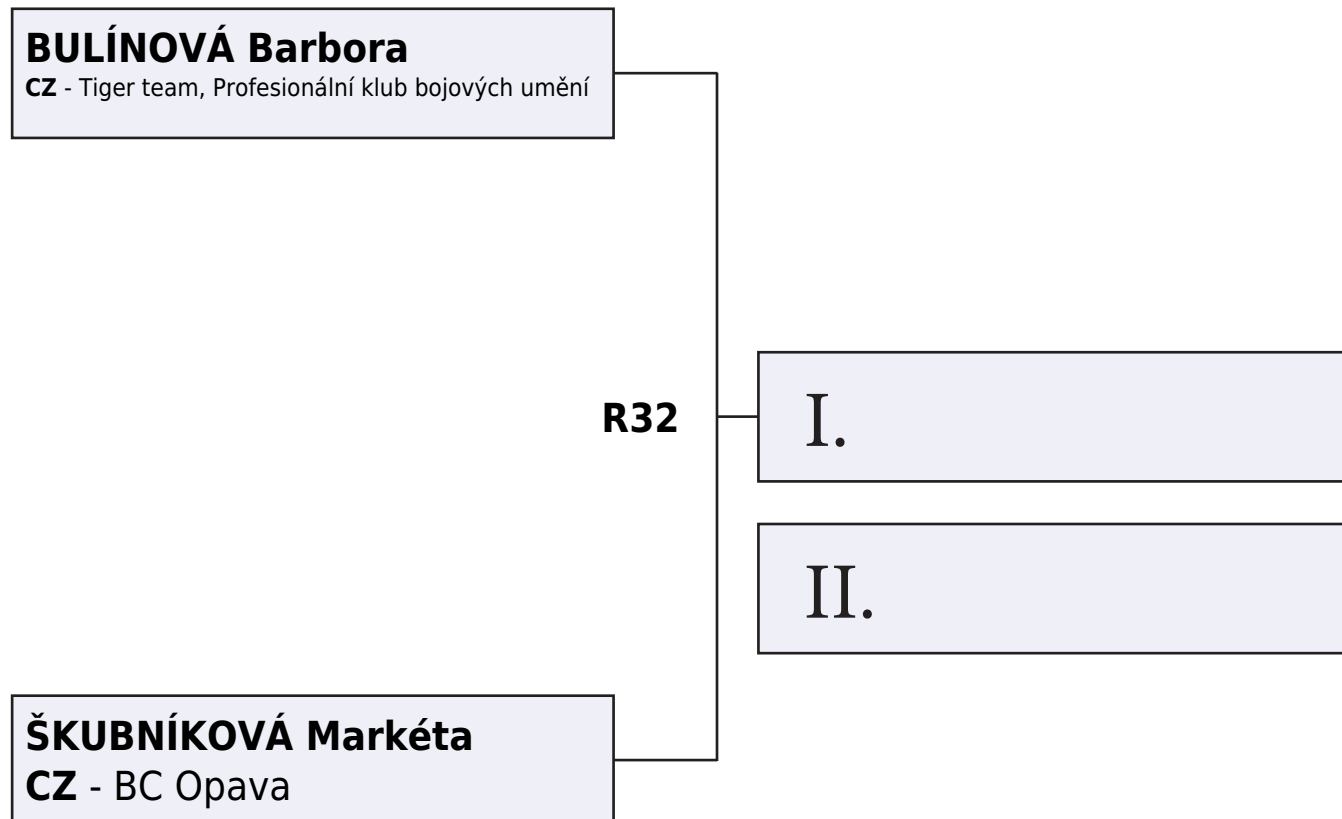 BULÍNOVÁ Barbora
CZ - Tiger team, Profesionální klub bojových umění
R32
I.
II.
ŠKUBNÍKOVÁ Markéta
CZ - BC Opava